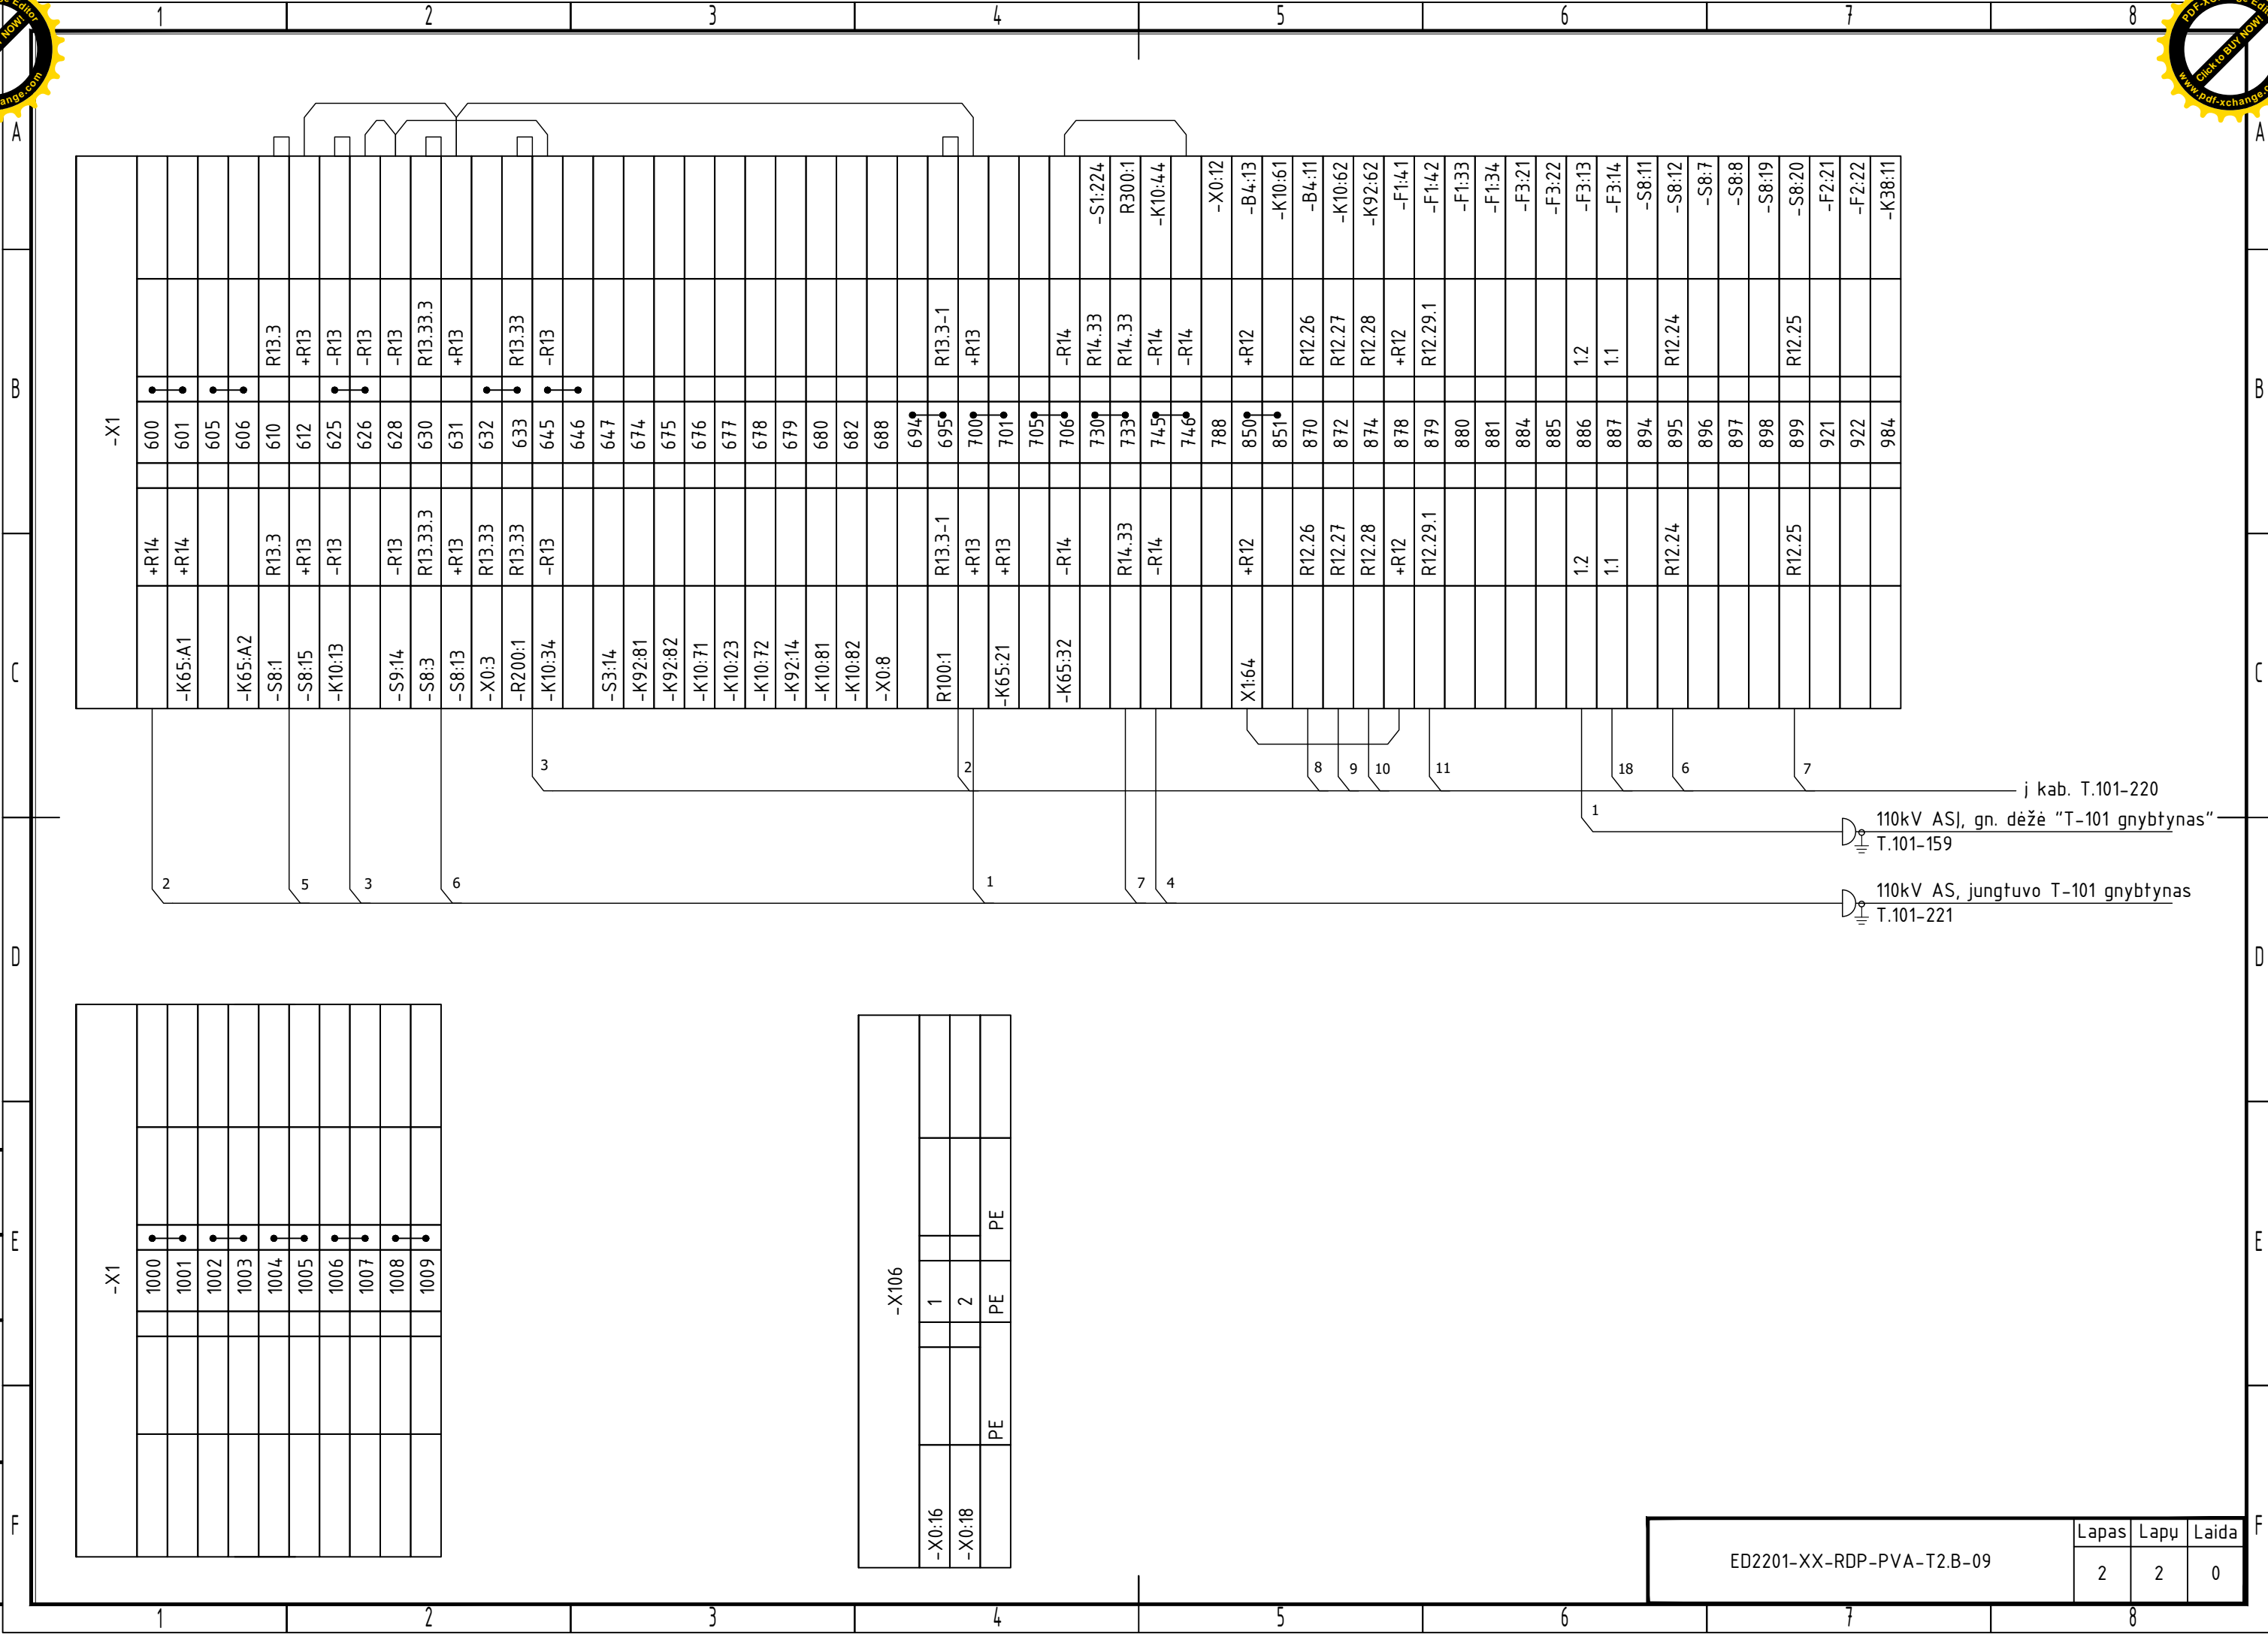 1 2 3 4 5 6 7 8
A A
B B
C C
D D
E E
F F
-X1
-S1:224 R300:1 -K10:44 -X0:12 -B4:13 -K10:61 -B4:11 -K10:62 -K92:62 -F1:41 -F1:42 -F1:33 -F1:34 -F3:21 -F3:22 -F3:13 -F3:14 -S8:11 -S8:12 -S8:7 -S8:8 -S8:19 -S8:20 -F2:21 -F2:22 -K38:11
R13.3 +R13 -R13 -R13 -R13 R13.33.3 +R13 R13.33 -R13 R13.3-1 +R13 -R14 R14.33 R14.33 -R14 -R14 +R12 R12.26 R12.27 R12.28 +R12 R12.29.1 1.2 1.1 R12.24 R12.25
600 601 605 606 610 612 625 626 628 630 631 632 633 645 646 647 674 675 676 677 678 679 680 682 688 694 695 700 701 705 706 730 733 745 746 788 850 851 870 872 874 878 879 880 881 884 885 886 887 894 895 896 897 898 899 921 922 984
+R14 +R14 R13.3 +R13 -R13 -R13 R13.33.3 +R13 R13.33 R13.33 -R13 R13.3-1 +R13 +R13 -R14 R14.33 -R14 +R12 R12.26 R12.27 R12.28 +R12 R12.29.1 1.2 1.1 R12.24 R12.25
-K65:A1 -K65:A2 -S8:1 -S8:15 -K10:13 -S9:14 -S8:3 -S8:13 -X0:3 -R200:1 -K10:34 -S3:14 -K92:81 -K92:82 -K10:71 -K10:23 -K10:72 -K92:14 -K10:81 -K10:82 -X0:8 R100:1 -K65:21 -K65:32 X1:64
3 2 8 9 10 11 18 6 7
į kab. T.101-220
1
110kV ASĮ, gn. dėžė "T-101 gnybtynas"
T.101-159
2 5 3 6 1 7 4
110kV AS, jungtuvo T-101 gnybtynas
T.101-221
-X1
1000 1001 1002 1003 1004 1005 1006 1007 1008 1009
-X106
PE
1 2 PE
PE
-X0:16 -X0:18
ED2201-XX-RDP-PVA-T2.B-09
Lapas Lapų Laida
2 2 0
1 2 3 4 5 6 7 8
Click to BUY NOW!
www.pdf-xchange.c